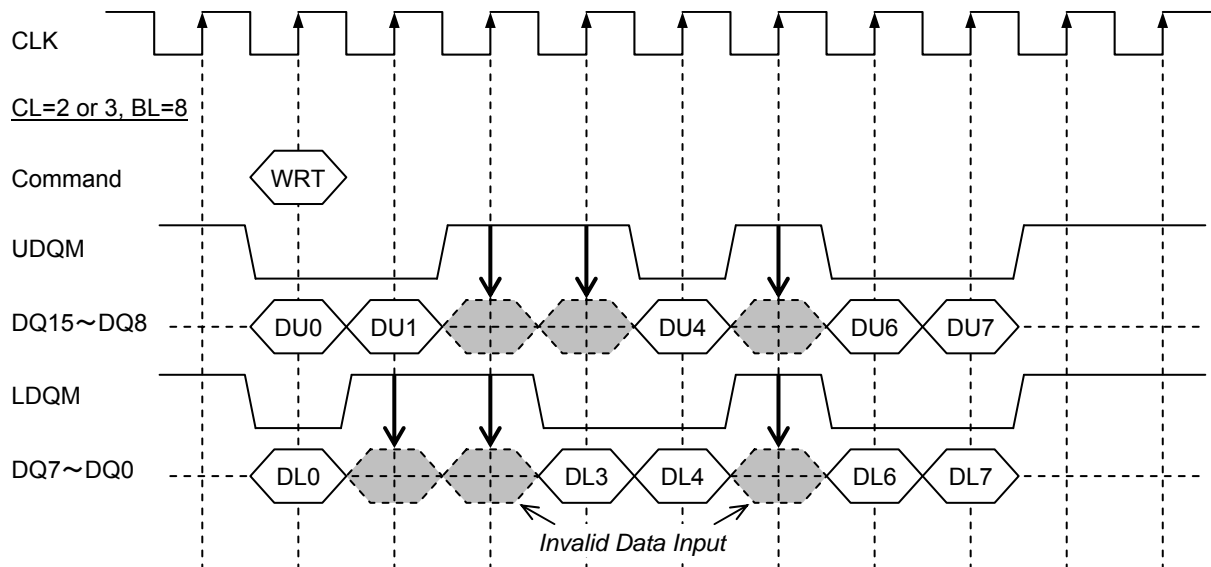 CLK
CL=2 or 3, BL=8
Command WRT
UDQM
DQ15～DQ8 DU0 DU1 DU4 DU6 DU7
LDQM
DQ7～DQ0 DL0 DL3 DL4 DL6 DL7
Invalid Data Input